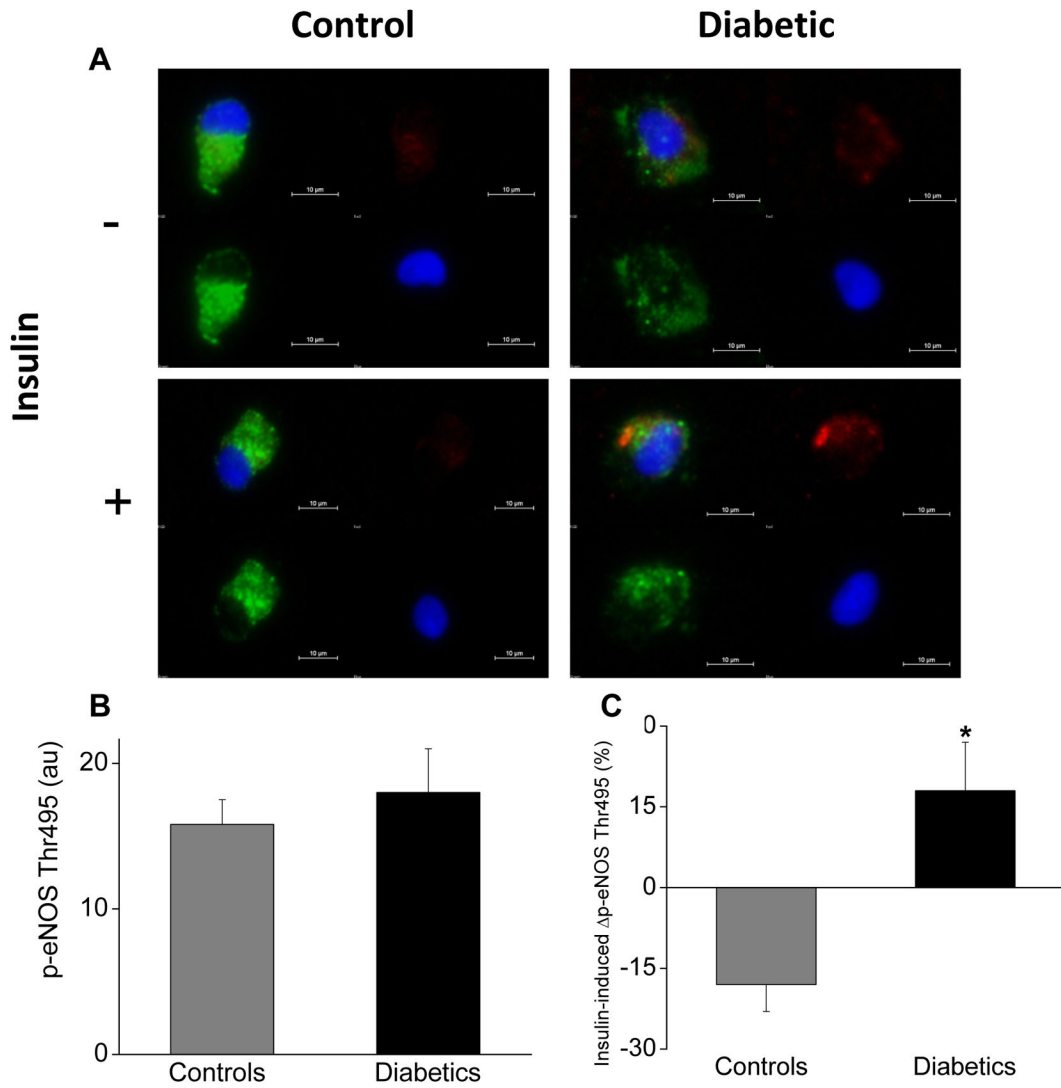 Control Diabetic
A
10 µm 10 µm 10 µm 10 µm
-
10 µm 10 µm 10 µm 10 µm
Insulin
10 µm 10 µm 10 µm 10 µm
+
10 µm 10 µm 10 µm 10 µm
B
p-eNOS Thr495 (au)
20
10
0
Controls Diabetics
C
Insulin-induced Δp-eNOS Thr495 (%)
0
*
15
0
-15
-30
Controls Diabetics